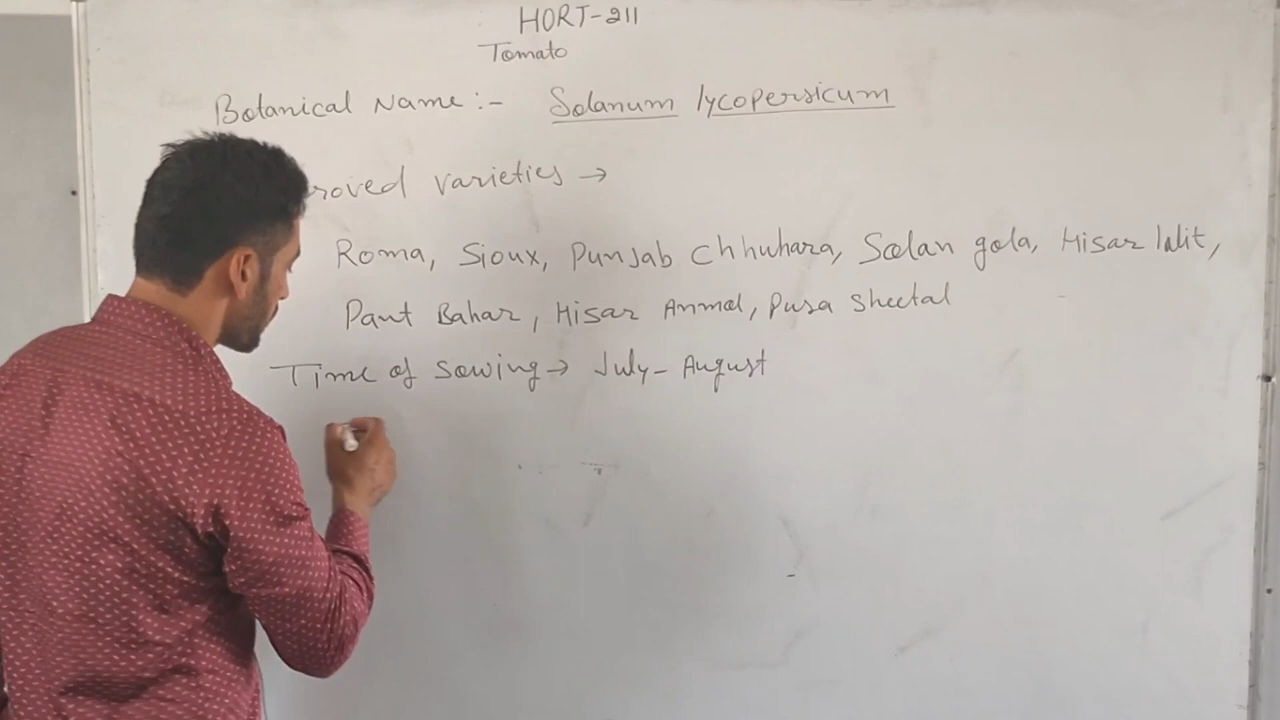 HORT-211
Tomato
Botanical Name :- Solanum lycopersicum
roved varieties →
Roma, Sioux, Punjab Chhuhara, Solan gola, Hisar lalit,
Pant Bahar, Hisar Anmol, Pusa Sheetal
Time of sowing → July - August